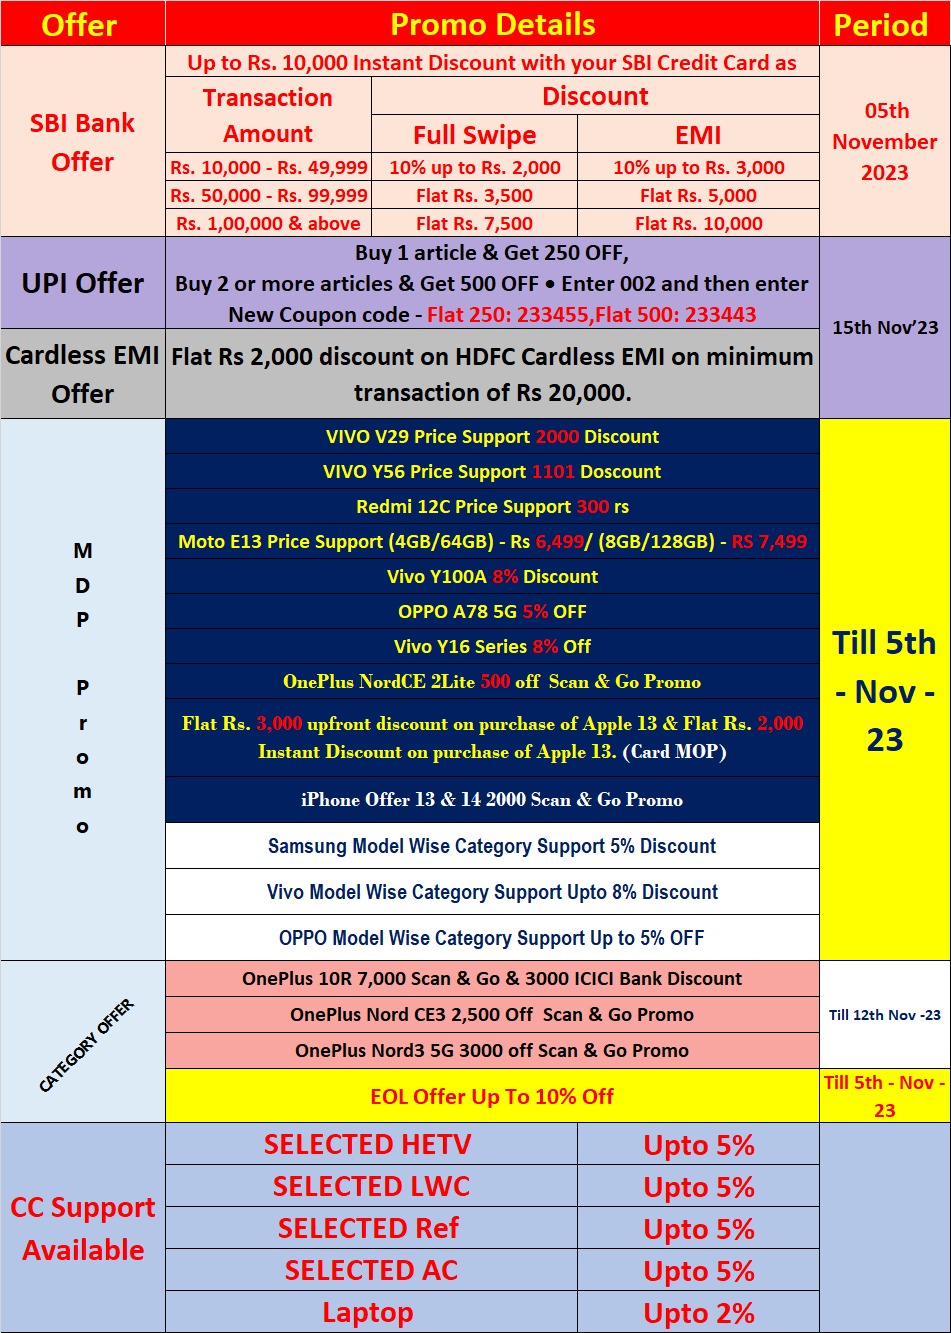 Offer Promo Details Period
SBI Bank
Offer
Up to Rs. 10,000 Instant Discount with your SBI Credit Card as
Transaction
Amount
Discount
Full Swipe EMI
Rs. 10,000 - Rs. 49,999 10% up to Rs. 2,000 10% up to Rs. 3,000
Rs. 50,000 - Rs. 99,999 Flat Rs. 3,500 Flat Rs. 5,000
Rs. 1,00,000 & above Flat Rs. 7,500 Flat Rs. 10,000
05th
November
2023
UPI Offer
Buy 1 article & Get 250 OFF,
Buy 2 or more articles & Get 500 OFF • Enter 002 and then enter
New Coupon code - Flat 250: 233455,Flat 500: 233443
15th Nov’23
Cardless EMI
Offer
Flat Rs 2,000 discount on HDFC Cardless EMI on minimum
transaction of Rs 20,000.
M
D
P
P
r
o
m
o
VIVO V29 Price Support 2000 Discount
VIVO Y56 Price Support 1101 Doscount
Redmi 12C Price Support 300 rs
Moto E13 Price Support (4GB/64GB) - Rs 6,499/ (8GB/128GB) - RS 7,499
Vivo Y100A 8% Discount
OPPO A78 5G 5% OFF
Vivo Y16 Series 8% Off
OnePlus NordCE 2Lite 500 off Scan & Go Promo
Flat Rs. 3,000 upfront discount on purchase of Apple 13 & Flat Rs. 2,000
Instant Discount on purchase of Apple 13. (Card MOP)
iPhone Offer 13 & 14 2000 Scan & Go Promo
Samsung Model Wise Category Support 5% Discount
Vivo Model Wise Category Support Upto 8% Discount
OPPO Model Wise Category Support Up to 5% OFF
Till 5th
- Nov -
23
CATEGORY OFFER
OnePlus 10R 7,000 Scan & Go & 3000 ICICI Bank Discount
OnePlus Nord CE3 2,500 Off Scan & Go Promo
OnePlus Nord3 5G 3000 off Scan & Go Promo
Till 12th Nov -23
EOL Offer Up To 10% Off
Till 5th - Nov -
23
CC Support
Available
SELECTED HETV Upto 5%
SELECTED LWC Upto 5%
SELECTED Ref Upto 5%
SELECTED AC Upto 5%
Laptop Upto 2%